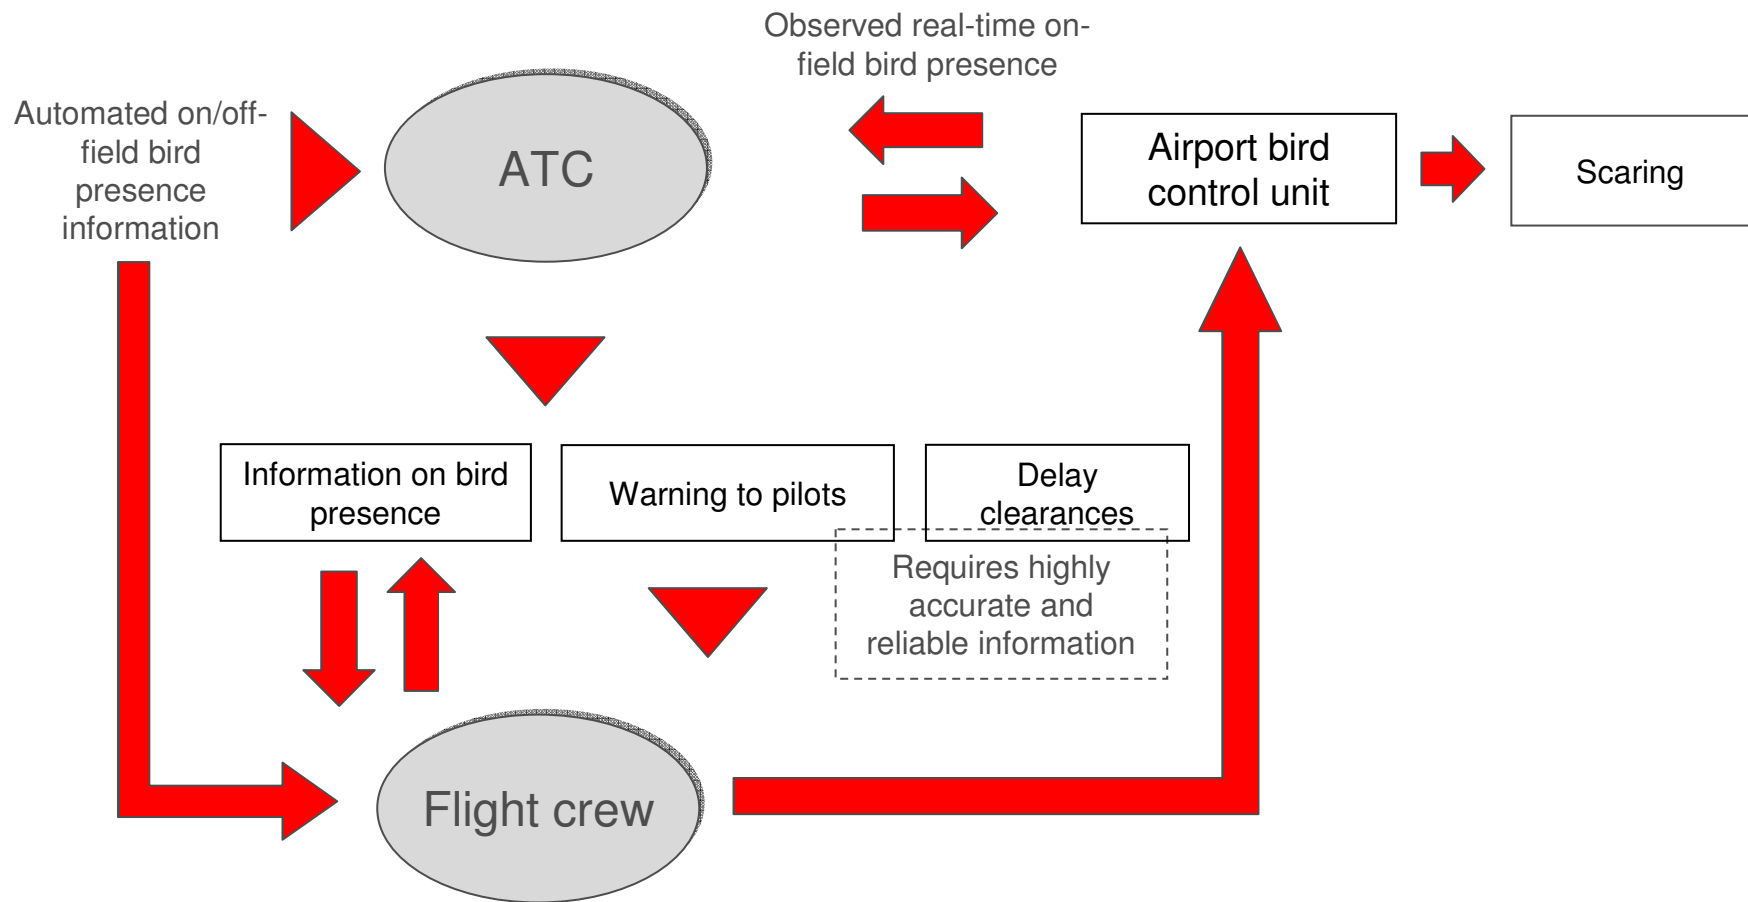 Observed real-time on-
field bird presence
Automated on/off-
field bird
presence
information
ATC
Airport bird
control unit
Scaring
Information on bird
presence
Warning to pilots
Delay
clearances
Requires highly
accurate and
reliable information
Flight crew